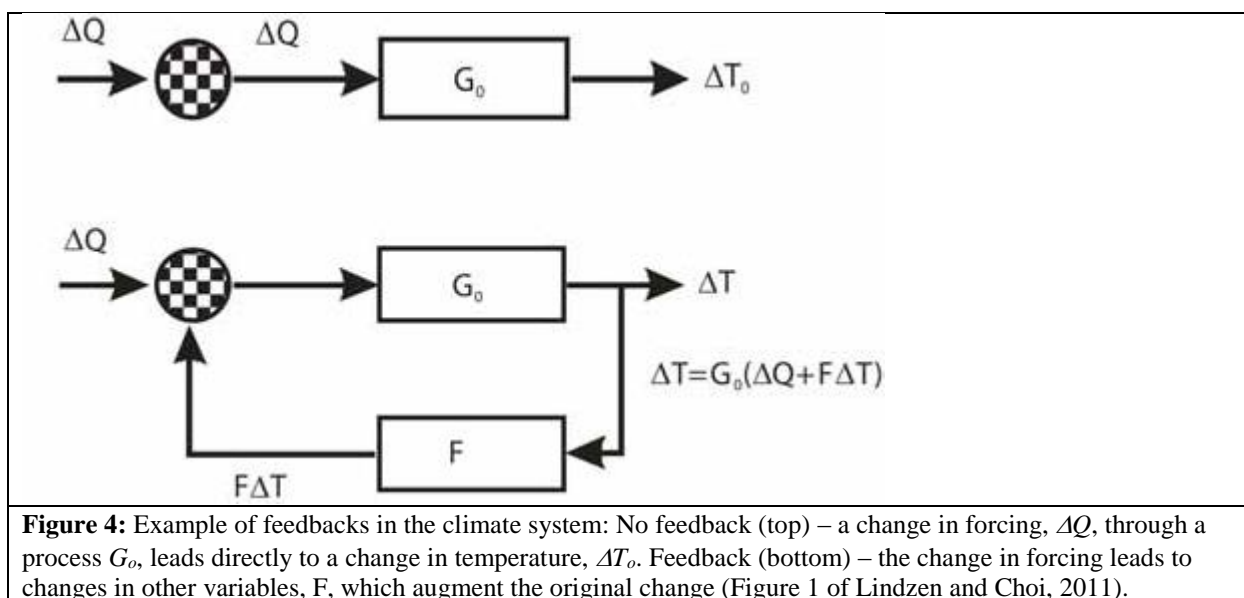 ΔQ ΔQ
G₀ ΔT₀
ΔQ
G₀ ΔT
ΔT=G₀(ΔQ+FΔT)
F
FΔT
Figure 4: Example of feedbacks in the climate system: No feedback (top) – a change in forcing, ΔQ, through a
process Gₒ, leads directly to a change in temperature, ΔTₒ. Feedback (bottom) – the change in forcing leads to
changes in other variables, F, which augment the original change (Figure 1 of Lindzen and Choi, 2011).